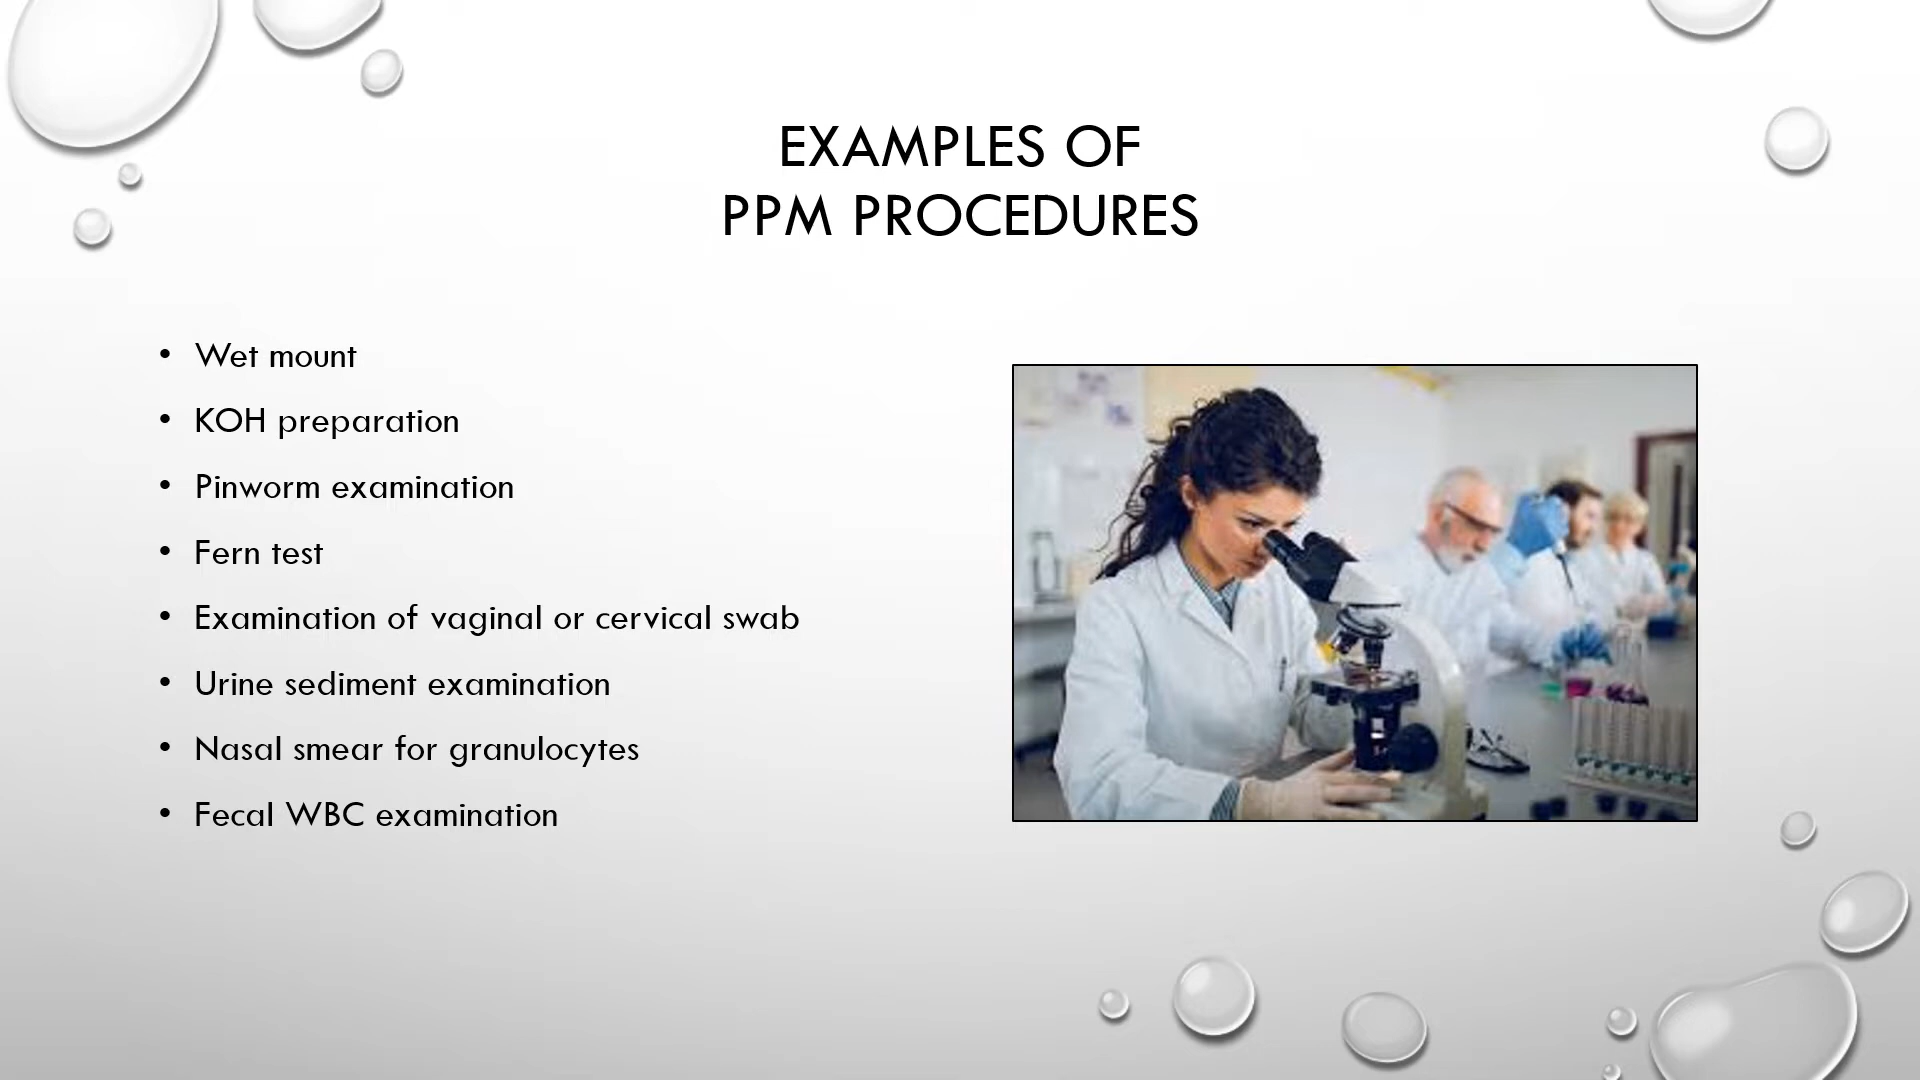 EXAMPLES OF
PPM PROCEDURES
• Wet mount
• KOH preparation
• Pinworm examination
• Fern test
• Examination of vaginal or cervical swab
• Urine sediment examination
• Nasal smear for granulocytes
• Fecal WBC examination